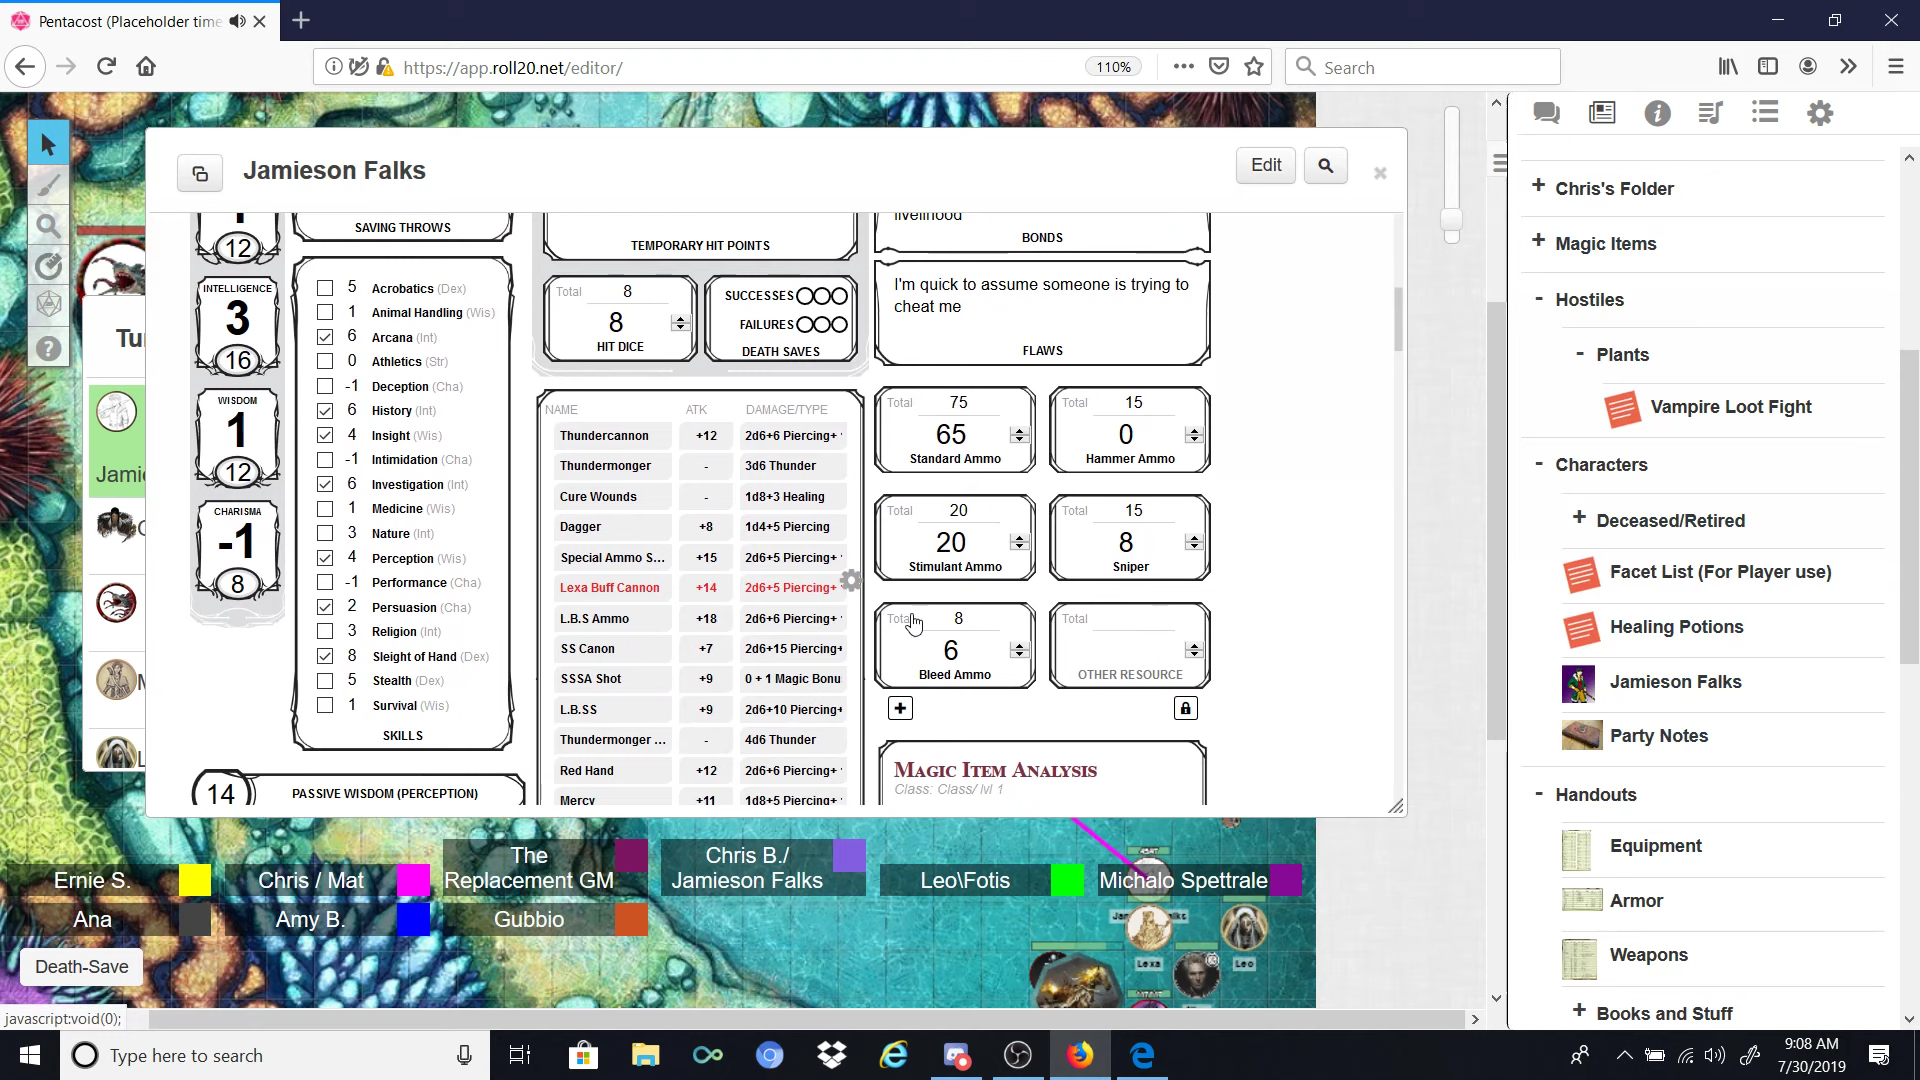 Pentacost (Placeholder time
https://app.roll20.net/editor/
110%
Search
Jamieson Falks
Edit
12
SAVING THROWS
INTELLIGENCE
3
16
WISDOM
1
12
CHARISMA
-1
8
5 Acrobatics (Dex)
1 Animal Handling (Wis)
6 Arcana (Int)
0 Athletics (Str)
-1 Deception (Cha)
6 History (Int)
4 Insight (Wis)
-1 Intimidation (Cha)
6 Investigation (Int)
1 Medicine (Wis)
3 Nature (Int)
4 Perception (Wis)
-1 Performance (Cha)
2 Persuasion (Cha)
3 Religion (Int)
8 Sleight of Hand (Dex)
5 Stealth (Dex)
1 Survival (Wis)
SKILLS
14 PASSIVE WISDOM (PERCEPTION)
TEMPORARY HIT POINTS
Total 8
8
HIT DICE
SUCCESSES
FAILURES
DEATH SAVES
NAME ATK DAMAGE/TYPE
Thundercannon +12 2d6+6 Piercing+
Thundermonger - 3d6 Thunder
Cure Wounds - 1d8+3 Healing
Dagger +8 1d4+5 Piercing
Special Ammo S... +15 2d6+5 Piercing+
Lexa Buff Cannon +14 2d6+5 Piercing+
L.B.S Ammo +18 2d6+6 Piercing+
SS Canon +7 2d6+15 Piercing+
SSSA Shot +9 0 + 1 Magic Bonu
L.B.SS +9 2d6+10 Piercing+
Thundermonger ... - 4d6 Thunder
Red Hand +12 2d6+6 Piercing+
Mercy +11 1d8+5 Piercing+
livelihood
BONDS
I'm quick to assume someone is trying to
cheat me
FLAWS
Total 75
65
Standard Ammo
Total 15
0
Hammer Ammo
Total 20
20
Stimulant Ammo
Total 15
8
Sniper
Total 8
6
Bleed Ammo
Total
OTHER RESOURCE
Magic Item Analysis
Class: Class/ lvl 1
Tu
Jamie
Chris's Folder
Magic Items
Hostiles
Plants
Vampire Loot Fight
Characters
Deceased/Retired
Facet List (For Player use)
Healing Potions
Jamieson Falks
Party Notes
Handouts
Equipment
Armor
Weapons
Books and Stuff
Ernie S.
Chris / Mat
The
Replacement GM
Chris B./
Jamieson Falks
Leo\Fotis
Michalo Spettrale
Ana
Amy B.
Gubbio
Lexa
Leo
Death-Save
javascript:void(0);
Type here to search
9:08 AM
7/30/2019